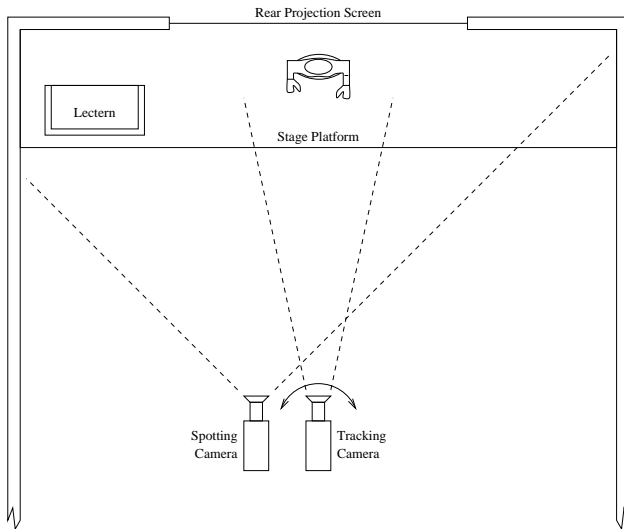 Rear Projection Screen
Lectern
Stage Platform
Spotting
Camera
Tracking
Camera